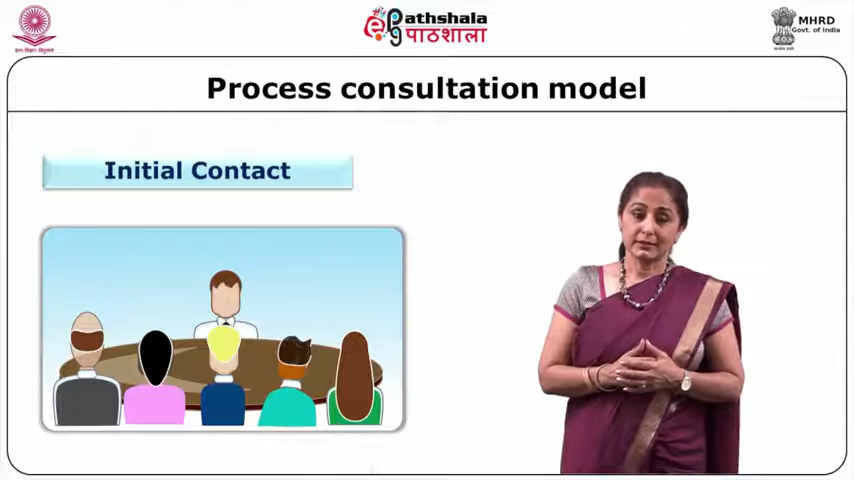 Pathshala
पाठशाला
MHRD
Govt. of India
Process consultation model
Initial Contact